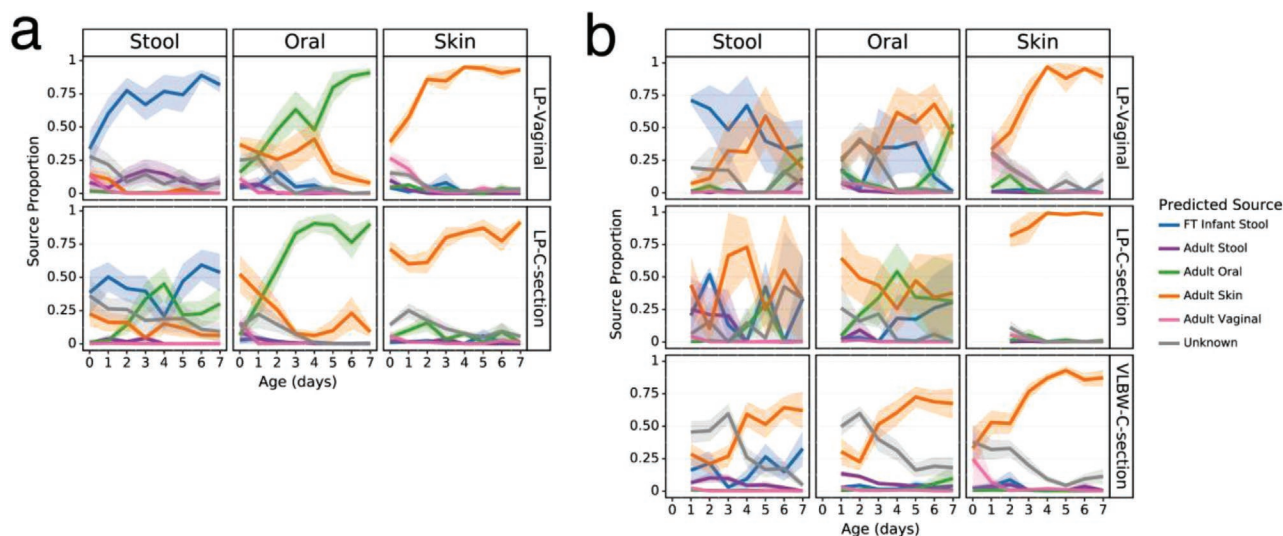 a
Stool Oral Skin
1
0.75
0.50
0.25
0
LP-Vaginal
1
0.75
0.50
0.25
0
LP-C-section
Source Proportion
0 1 2 3 4 5 6 7 0 1 2 3 4 5 6 7 0 1 2 3 4 5 6 7
Age (days)
b
Stool Oral Skin
1
0.75
0.50
0.25
0
LP-Vaginal
1
0.75
0.50
0.25
0
LP-C-section
1
0.75
0.50
0.25
0
VLBW-C-section
Source Proportion
0 1 2 3 4 5 6 7 0 1 2 3 4 5 6 7 0 1 2 3 4 5 6 7
Age (days)
Predicted Source
FT Infant Stool
Adult Stool
Adult Oral
Adult Skin
Adult Vaginal
Unknown